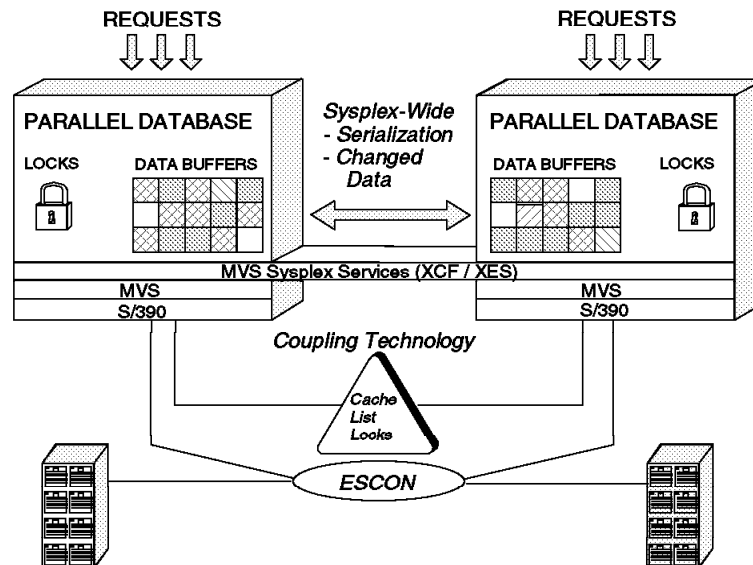 REQUESTS
REQUESTS
PARALLEL DATABASE
LOCKS
DATA BUFFERS
Sysplex-Wide
- Serialization
- Changed
Data
PARALLEL DATABASE
DATA BUFFERS
LOCKS
MVS Sysplex Services (XCF / XES)
MVS
MVS
S/390
S/390
Coupling Technology
Cache
List
Locks
ESCON